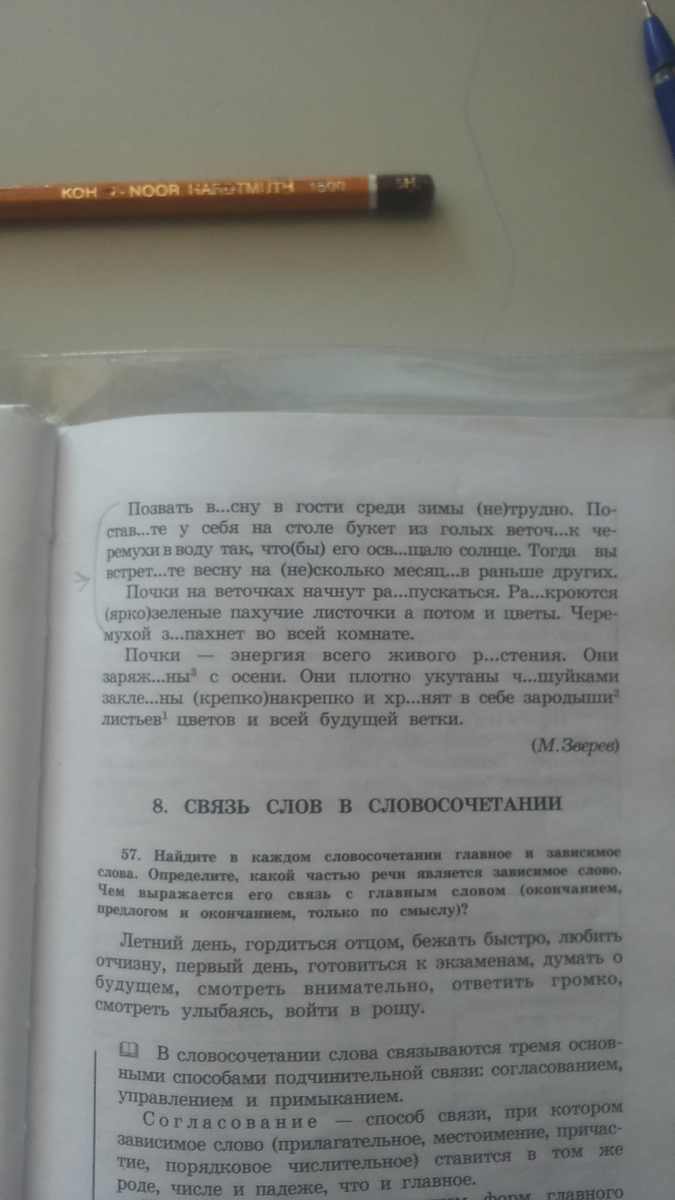 KOH - NOOR HARDTMUTH 1500
Позвать в...сну в гости среди зимы (не)трудно. По-
став...те у себя на столе букет из голых веточ...к че-
ремухи в воду так, что(бы) его осв...щало солнце. Тогда вы
встрет...те весну на (не)сколько месяц...в раньше других.
Почки на веточках начнут ра...пускаться. Ра...кроются
(ярко)зеленые пахучие листочки а потом и цветы. Чере-
мухой з...пахнет во всей комнате.
Почки — энергия всего живого р...стения. Они
заряж...ны³ с осени. Они плотно укутаны ч...шуйками
закле...ны (крепко)накрепко и хр...нят в себе зародыши²
листьев¹ цветов и всей будущей ветки.
(М.Зверев)
8. СВЯЗЬ СЛОВ В СЛОВОСОЧЕТАНИИ
57. Найдите в каждом словосочетании главное и зависимое
слова. Определите, какой частью речи является зависимое слово.
Чем выражается его связь с главным словом (окончанием,
предлогом и окончанием, только по смыслу)?
Летний день, гордиться отцом, бежать быстро, любить
отчизну, первый день, готовиться к экзаменам, думать о
будущем, смотреть внимательно, ответить громко,
смотреть улыбаясь, войти в рощу.
В словосочетании слова связываются тремя основ-
ными способами подчинительной связи: согласованием,
управлением и примыканием.
Согласование — способ связи, при котором
зависимое слово (прилагательное, местоимение, причас-
тие, порядковое числительное) ставится в том же
роде, числе и падеже, что и главное.
форм главного